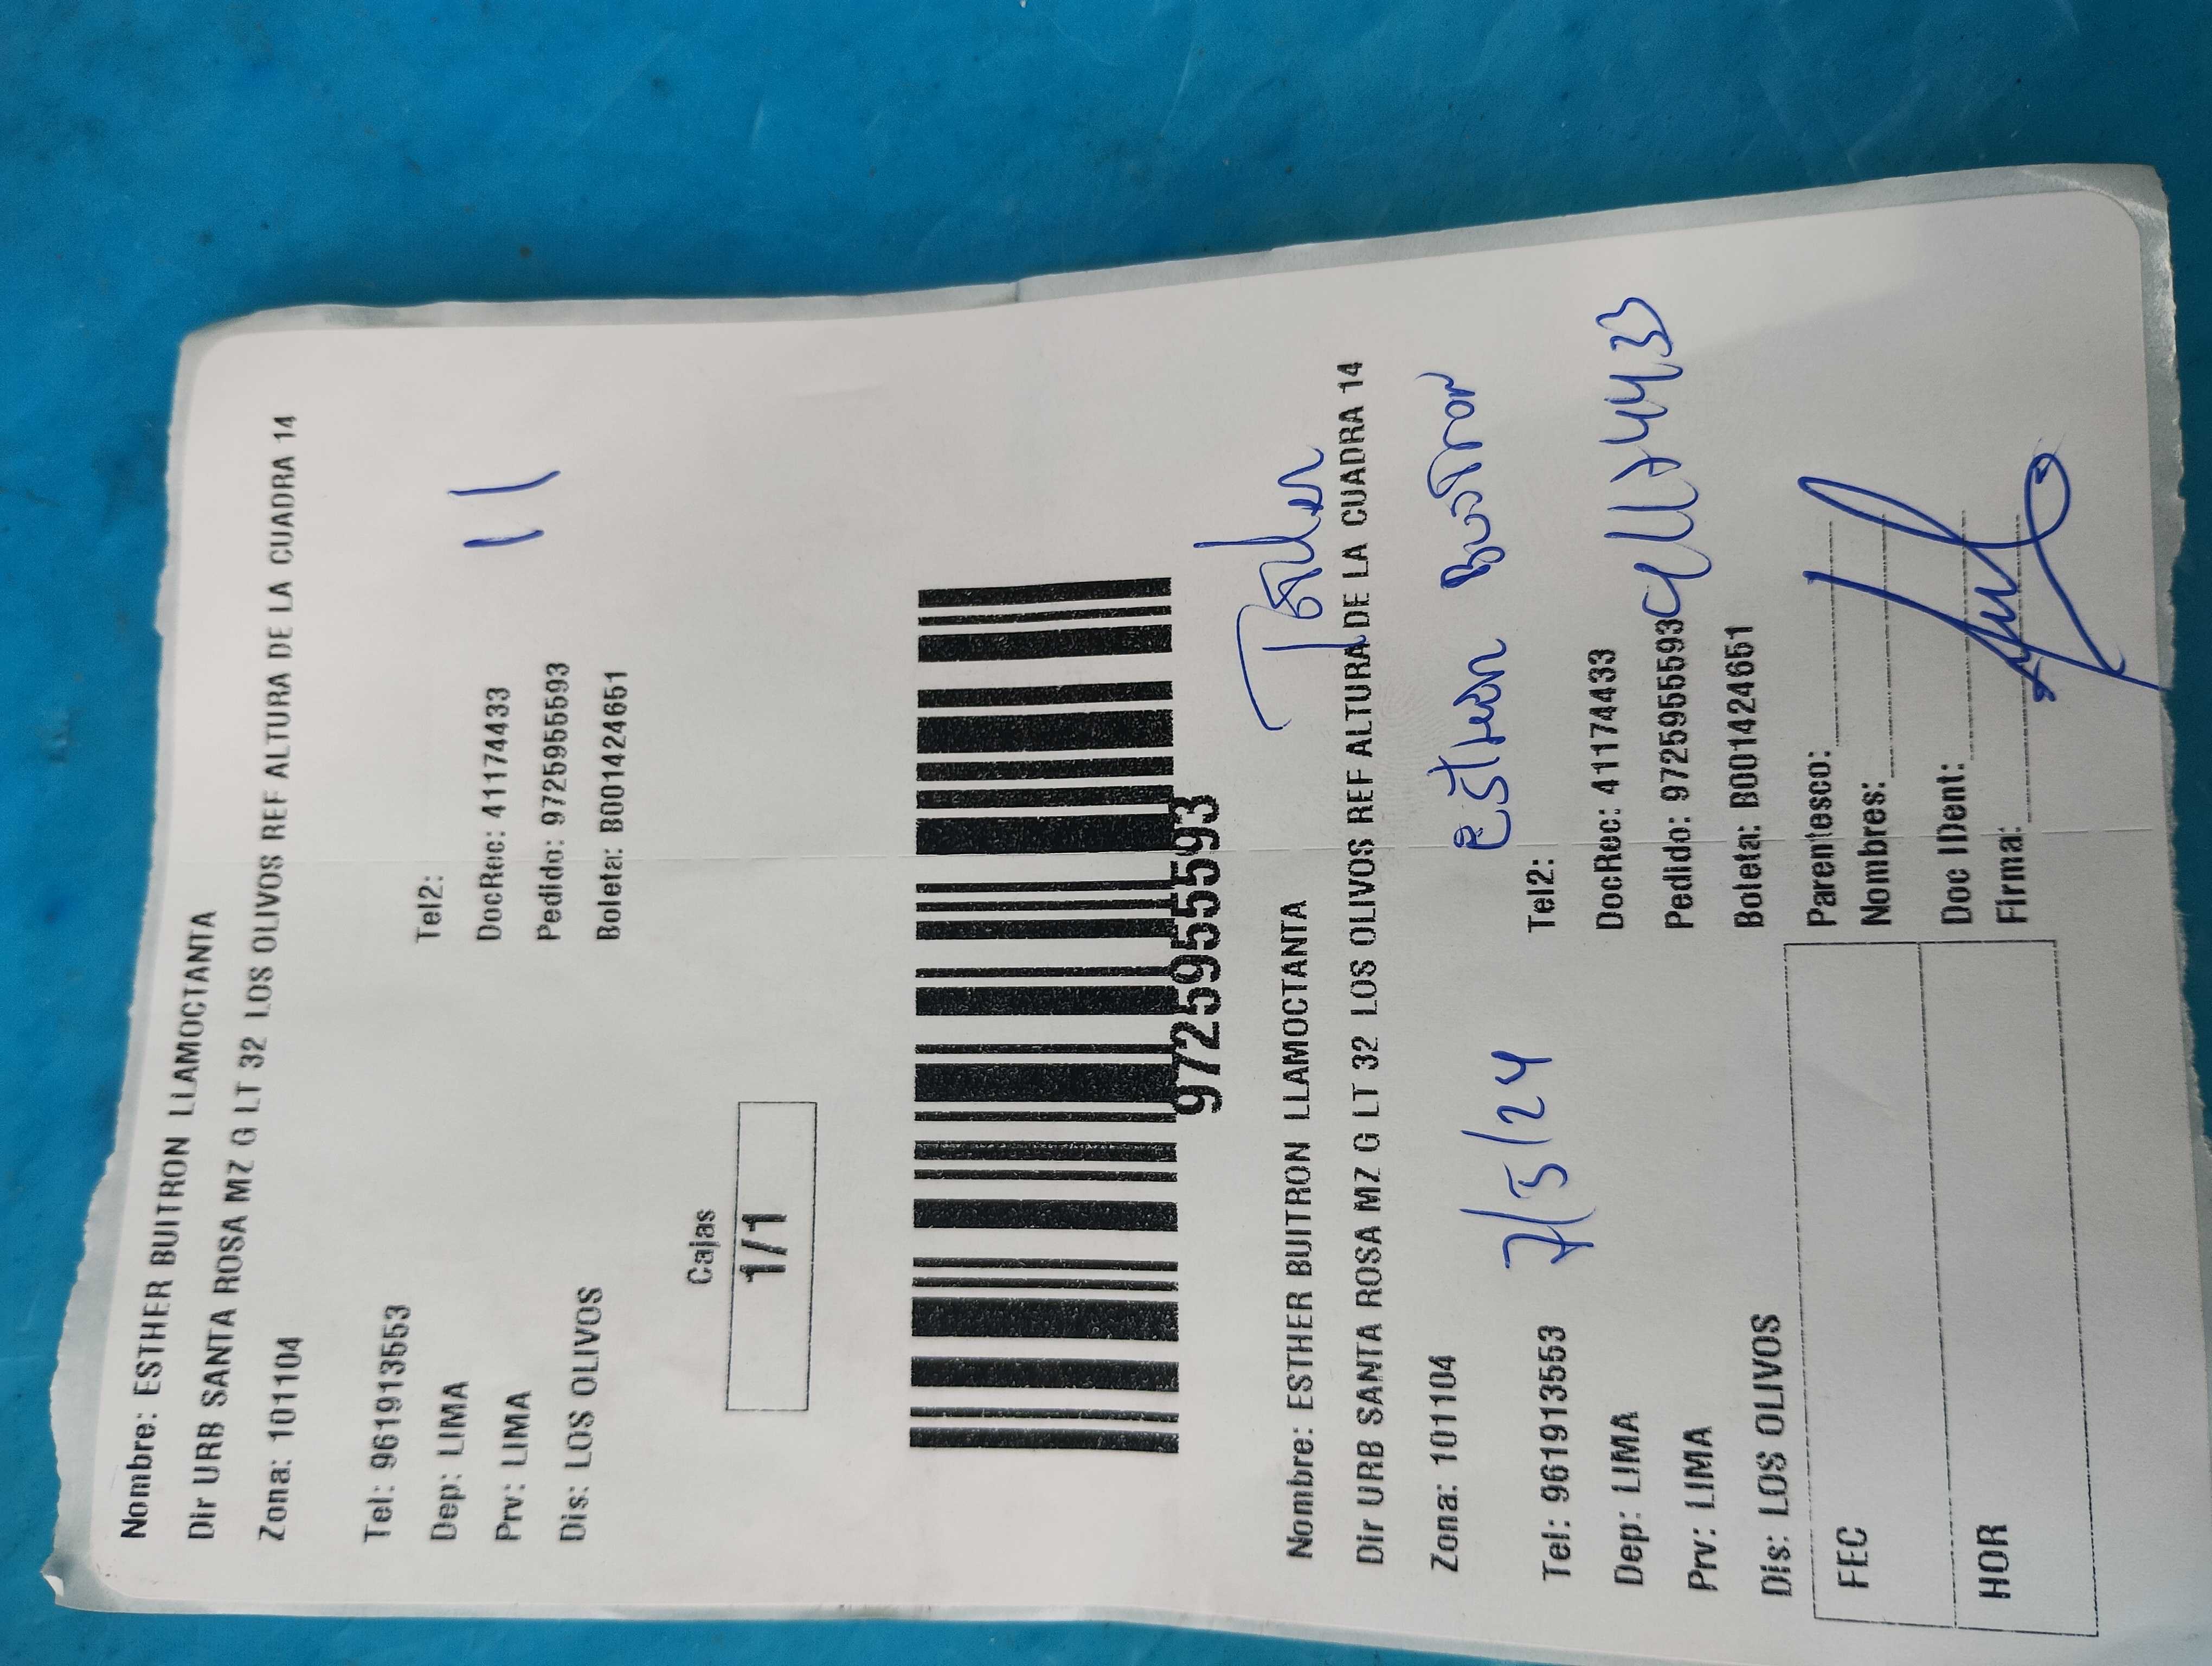 Nombre: ESTHER BUITRON LLAMOCTANTA
Dir URB SANTA ROSA MZ G LT 32 LOS OLIVOS REF ALTURA DE LA CUADRA 14
Zona: 101104
Tel: 961913553
Tel2:
Dep: LIMA
DocRec: 41174433
11
Prv: LIMA
Pedido: 9725955593
Dis: LOS OLIVOS
Boleta: B001424651
Cajas
1/1
9725955593
Nombre: ESTHER BUITRON LLAMOCTANTA
Dir URB SANTA ROSA MZ G LT 32 LOS OLIVOS REF ALTURA DE LA CUADRA 14
Zona: 101104
Esther Buitron
7/5/24
Tel: 961913553
Tel2:
Dep: LIMA
DocRec: 41174433
Prv: LIMA
Pedido: 9725955593
41174433
Dis: LOS OLIVOS
Boleta: B001424651
FEC
Parentesco:
Nombres:
HOR
Doc IDent:
Firma: